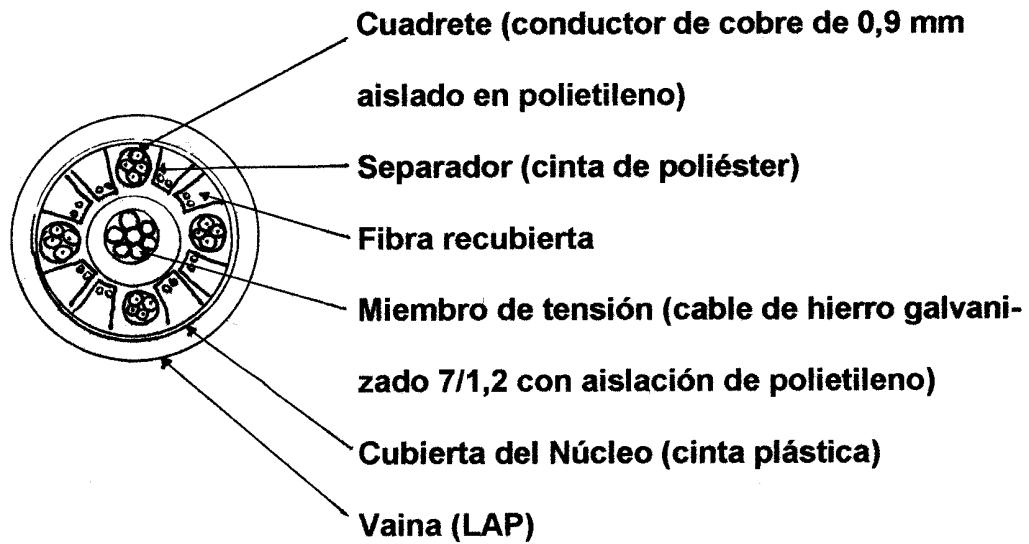 Cuadrete (conductor de cobre de 0,9 mm
aislado en polietileno)
Separador (cinta de poliéster)
Fibra recubierta
Miembro de tensión (cable de hierro galvani-
zado 7/1,2 con aislación de polietileno)
Cubierta del Núcleo (cinta plástica)
Vaina (LAP)